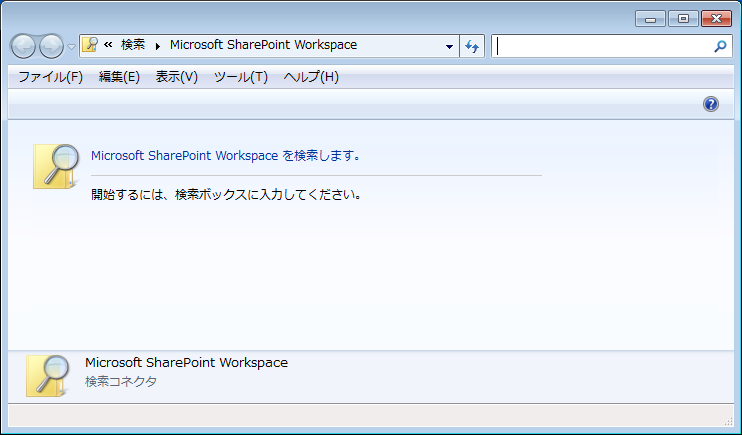 « 検索 ▸ Microsoft SharePoint Workspace
ファイル(F) 編集(E) 表示(V) ツール(T) ヘルプ(H)
?
Microsoft SharePoint Workspace を検索します。
開始するには、検索ボックスに入力してください。
Microsoft SharePoint Workspace
検索コネクタ